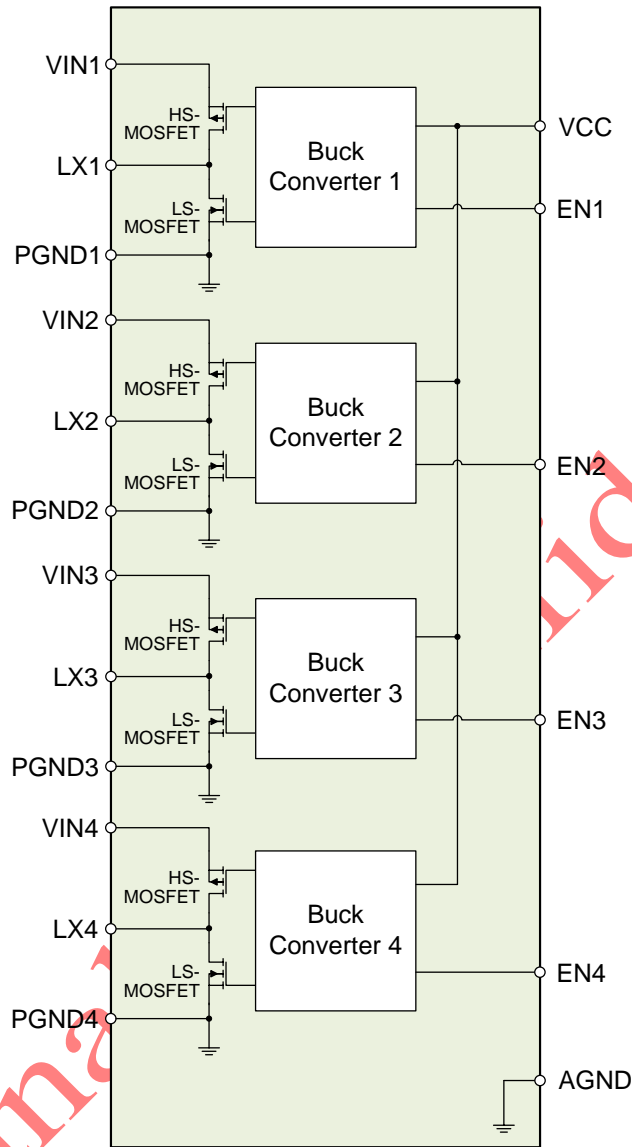 VIN1
HS-
MOSFET
LX1
LS-
MOSFET
PGND1
Buck
Converter 1
VCC
EN1
VIN2
HS-
MOSFET
LX2
LS-
MOSFET
PGND2
Buck
Converter 2
EN2
VIN3
HS-
MOSFET
LX3
LS-
MOSFET
PGND3
Buck
Converter 3
EN3
VIN4
HS-
MOSFET
LX4
LS-
MOSFET
PGND4
Buck
Converter 4
EN4
AGND